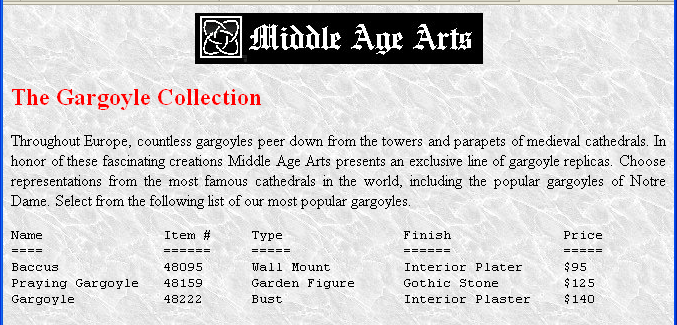 Middle Age Arts
The Gargoyle Collection
Throughout Europe, countless gargoyles peer down from the towers and parapets of medieval cathedrals. In
honor of these fascinating creations Middle Age Arts presents an exclusive line of gargoyle replicas. Choose
representations from the most famous cathedrals in the world, including the popular gargoyles of Notre
Dame. Select from the following list of our most popular gargoyles.
Name Item # Type Finish Price
==== ====== ===== ====== =====
Baccus 48095 Wall Mount Interior Plater $95
Praying Gargoyle 48159 Garden Figure Gothic Stone $125
Gargoyle 48222 Bust Interior Plaster $140